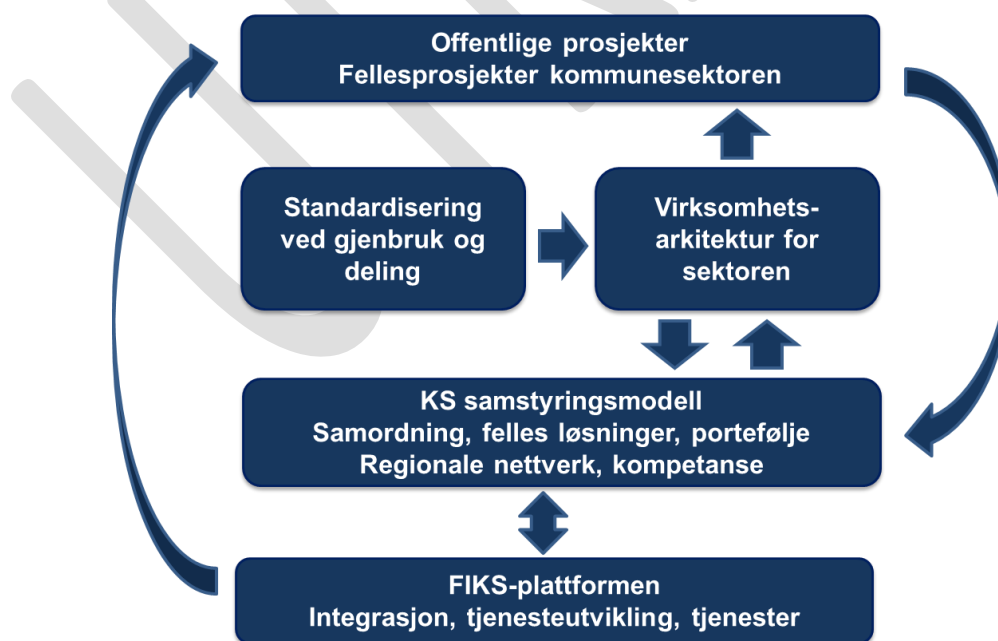 Offentlige prosjekter
Fellesprosjekter kommunesektoren
Standardisering
ved gjenbruk og
deling
Virksomhets-
arkitektur for
sektoren
KS samstyringsmodell
Samordning, felles løsninger, portefølje
Regionale nettverk, kompetanse
FIKS-plattformen
Integrasjon, tjenesteutvikling, tjenester